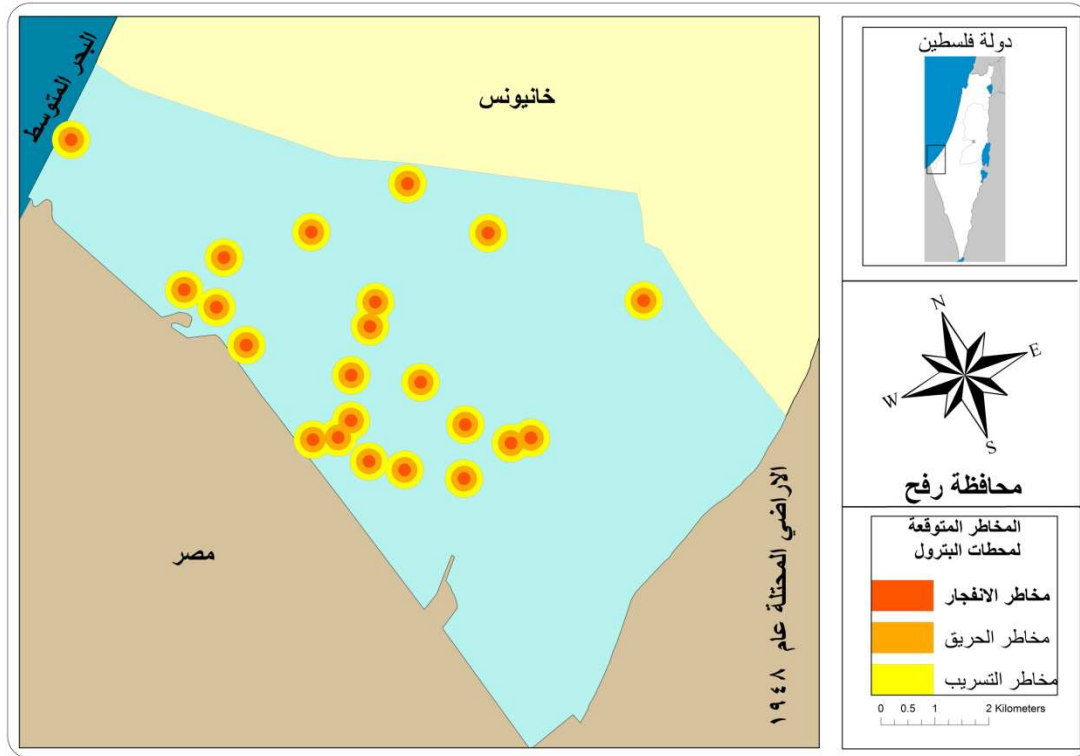 البحر المتوسط
خانيونس
مصر
الاراضي المحتلة عام ١٩٤٨
دولة فلسطين
N
E
W
S
محافظة رفح
المخاطر المتوقعة
لمحطات البترول
مخاطر الانفجار
مخاطر الحريق
مخاطر التسريب
0 0.5 1 2 Kilometers